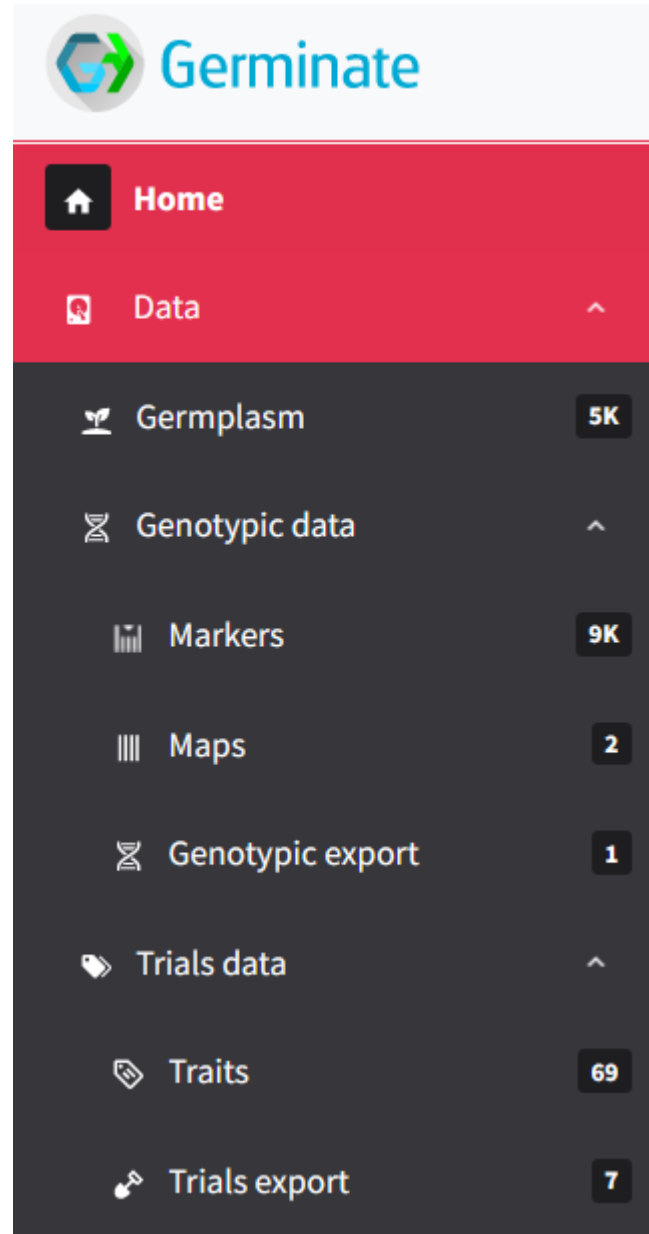 Germinate
Home
Data
Germplasm 5K
Genotypic data
Markers 9K
Maps 2
Genotypic export 1
Trials data
Traits 69
Trials export 7